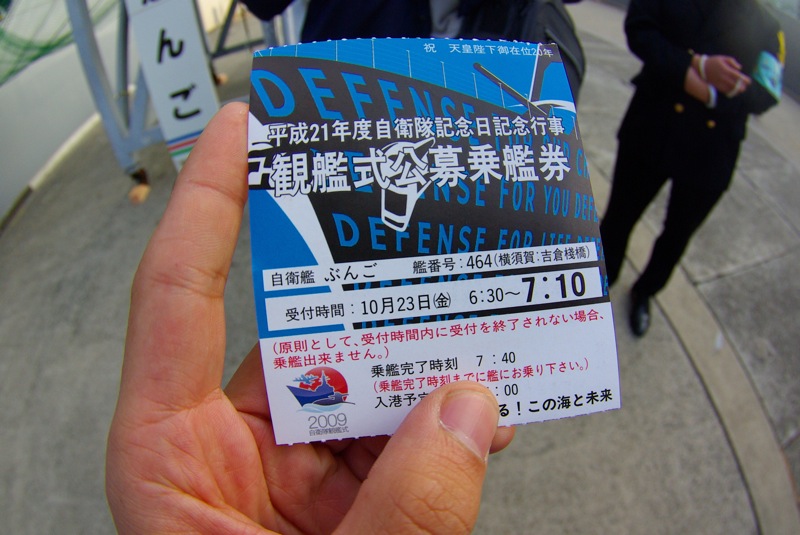 んご
祝 天皇陛下御在位20年
DEFENSE
DEFENSE
平成21年度自衛隊記念日記念行事
観艦式公募乗艦券
DEFENSE FOR YOU
DEFENSE FOR
自衛艦 ぶんご 艦番号:464(横須賀:吉倉桟橋)
受付時間:10月23日(金) 6:30~7:10
(原則として、受付時間内に受付を終了されない場合、
乗艦出来ません。)
乗艦完了時刻 7:40
(乗艦完了時刻までに艦にお乗り下さい。)
入港予 :00
る!この海と未来
2009
自衛隊観艦式